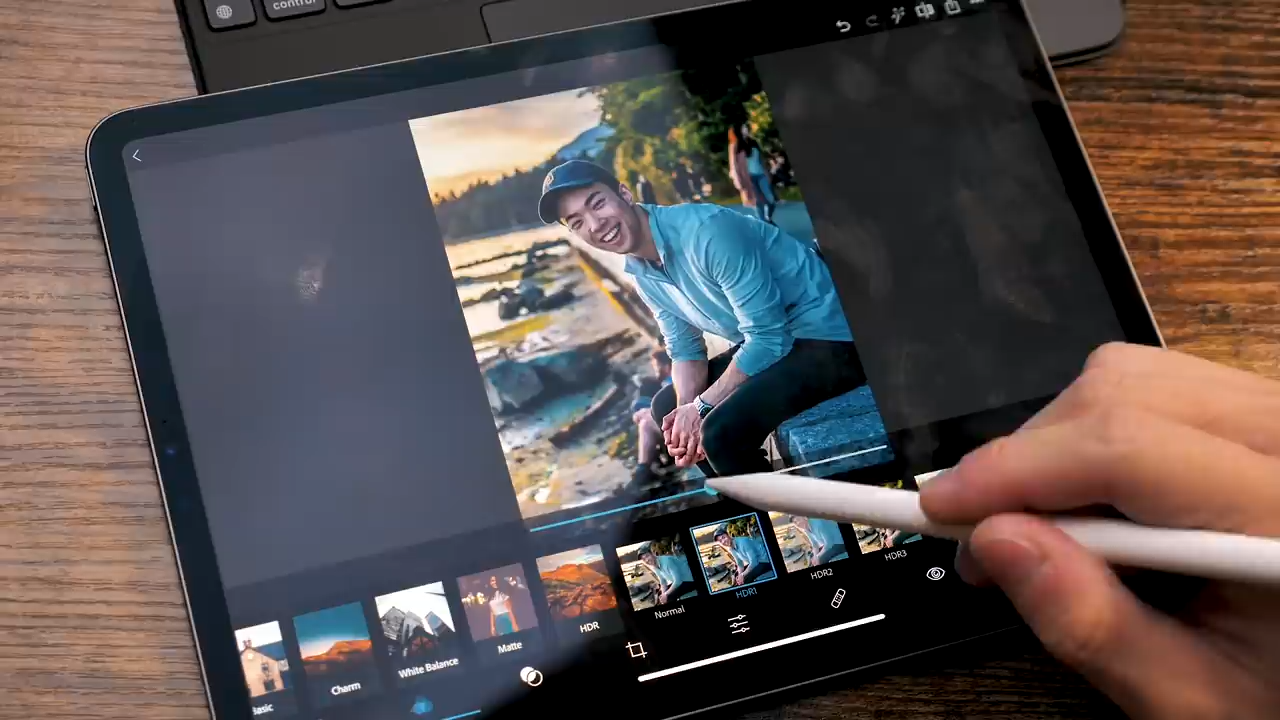 control
Basic
Charm
White Balance
Matte
HDR
Normal
HDR1
HDR2
HDR3